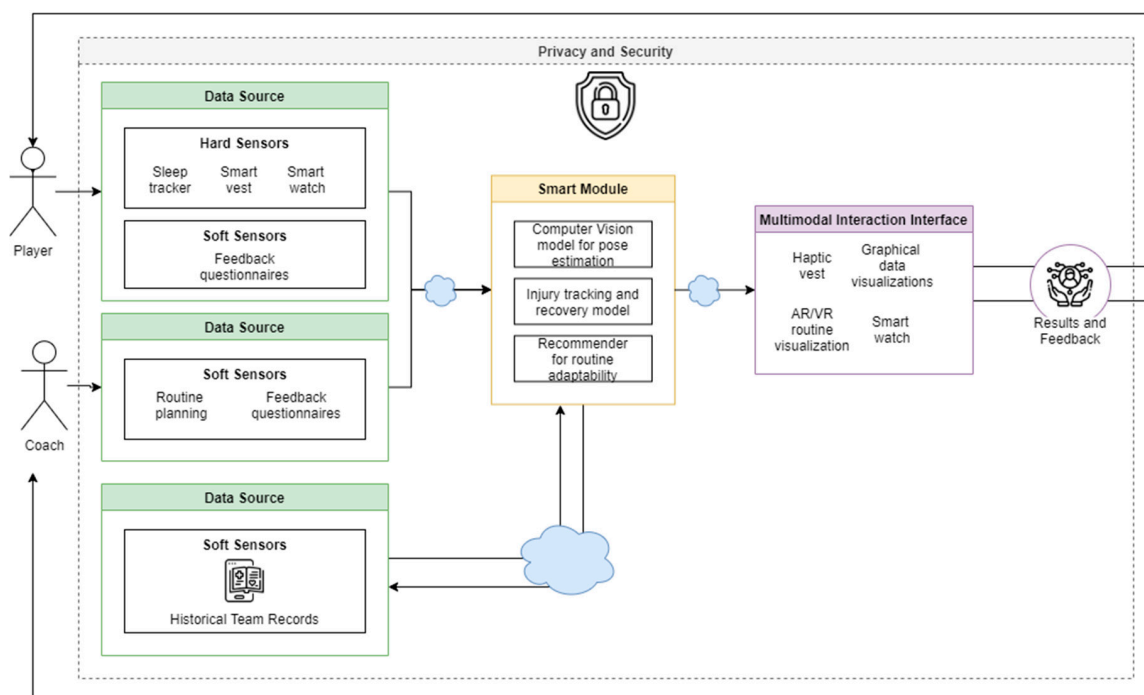 Privacy and Security
Data Source
Hard Sensors
Sleep
tracker
Smart
vest
Smart
watch
Soft Sensors
Feedback
questionnaires
Player
Data Source
Soft Sensors
Routine
planning
Feedback
questionnaires
Coach
Data Source
Soft Sensors
Historical Team Records
Smart Module
Computer Vision
model for pose
estimation
Injury tracking and
recovery model
Recommender
for routine
adaptability
Multimodal Interaction Interface
Haptic
vest
Graphical
data
visualizations
AR/VR
routine
visualization
Smart
watch
Results and
Feedback